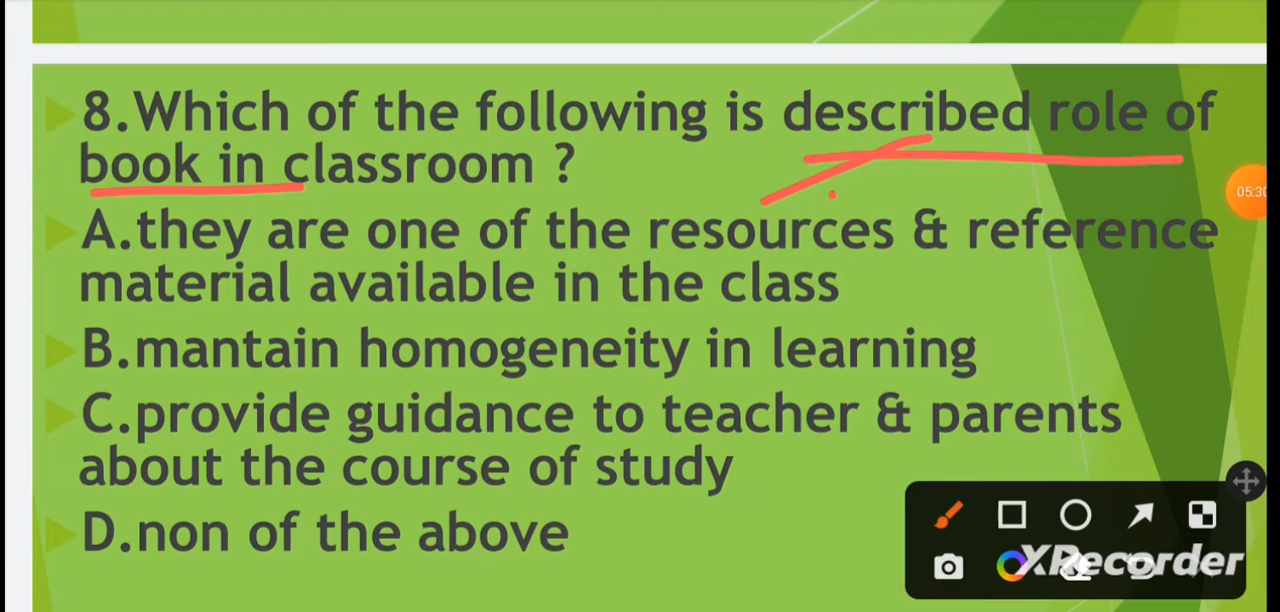 8.Which of the following is described role of
book in classroom ?
05:30
A.they are one of the resources & reference
material available in the class
B.mantain homogeneity in learning
C.provide guidance to teacher & parents
about the course of study
D.non of the above
XRecorder